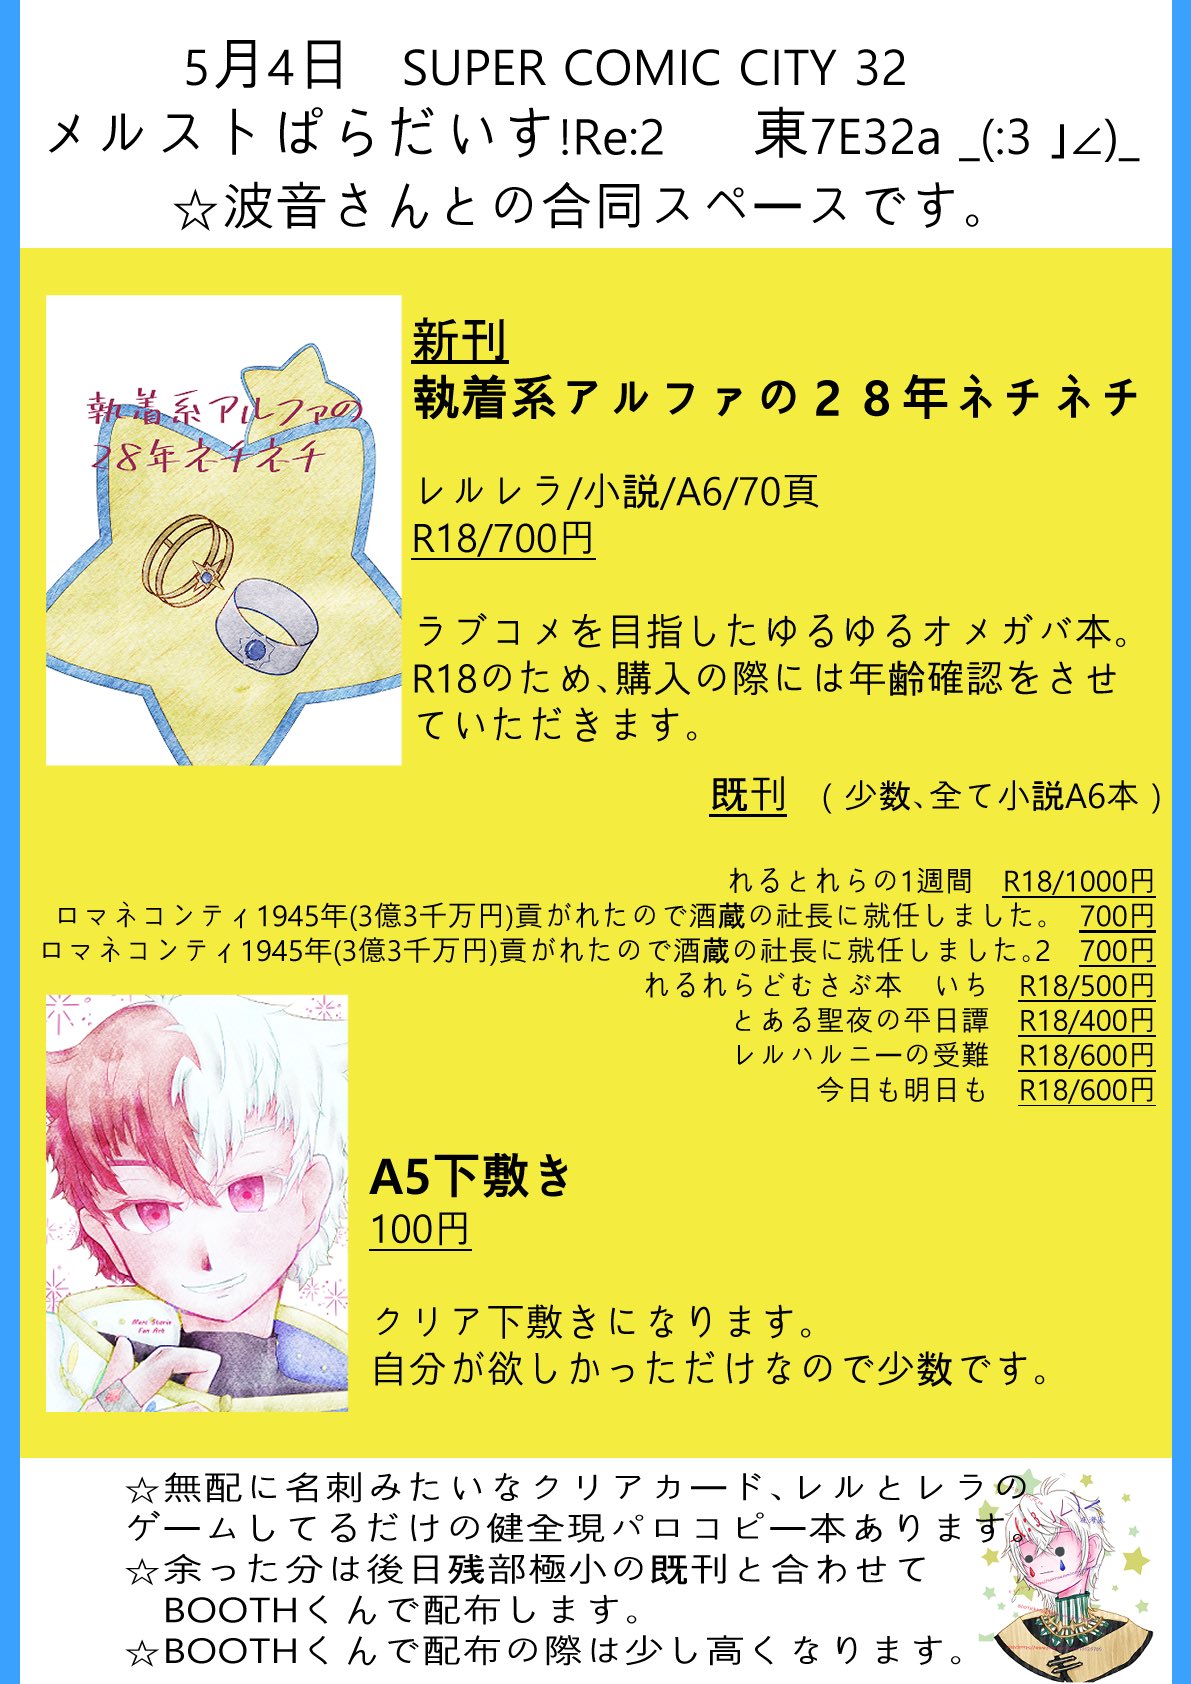 5月4日　SUPER COMIC CITY 32
メルストぱらだいす!Re:2　　東7E32a _(:3 ｣∠)_
☆波音さんとの合同スペースです。
執着系アルファの
28年ネチネチ
新刊
執着系アルファの２８年ネチネチ
レルレラ/小説/A6/70頁
R18/700円
ラブコメを目指したゆるゆるオメガバ本。
R18のため、購入の際には年齢確認をさせ
ていただきます。
既刊　( 少数、全て小説A6本 )
れるとれらの1週間　R18/1000円
ロマネコンティ1945年(3億3千万円)貢がれたので酒蔵の社長に就任しました。　700円
ロマネコンティ1945年(3億3千万円)貢がれたので酒蔵の社長に就任しました。2　700円
れるれらどむさぶ本　いち　R18/500円
とある聖夜の平日譚　R18/400円
レルハルニーの受難　R18/600円
今日も明日も　R18/600円
Merc Storia
Fan Art
A5下敷き
100円
クリア下敷きになります。
自分が欲しかっただけなので少数です。
☆無配に名刺みたいなクリアカード、レルとレラの
ゲームしてるだけの健全現パロコピー本あります。
☆余った分は後日残部極小の既刊と合わせて
BOOTHくんで配布します。
☆BOOTHくんで配布の際は少し高くなります。